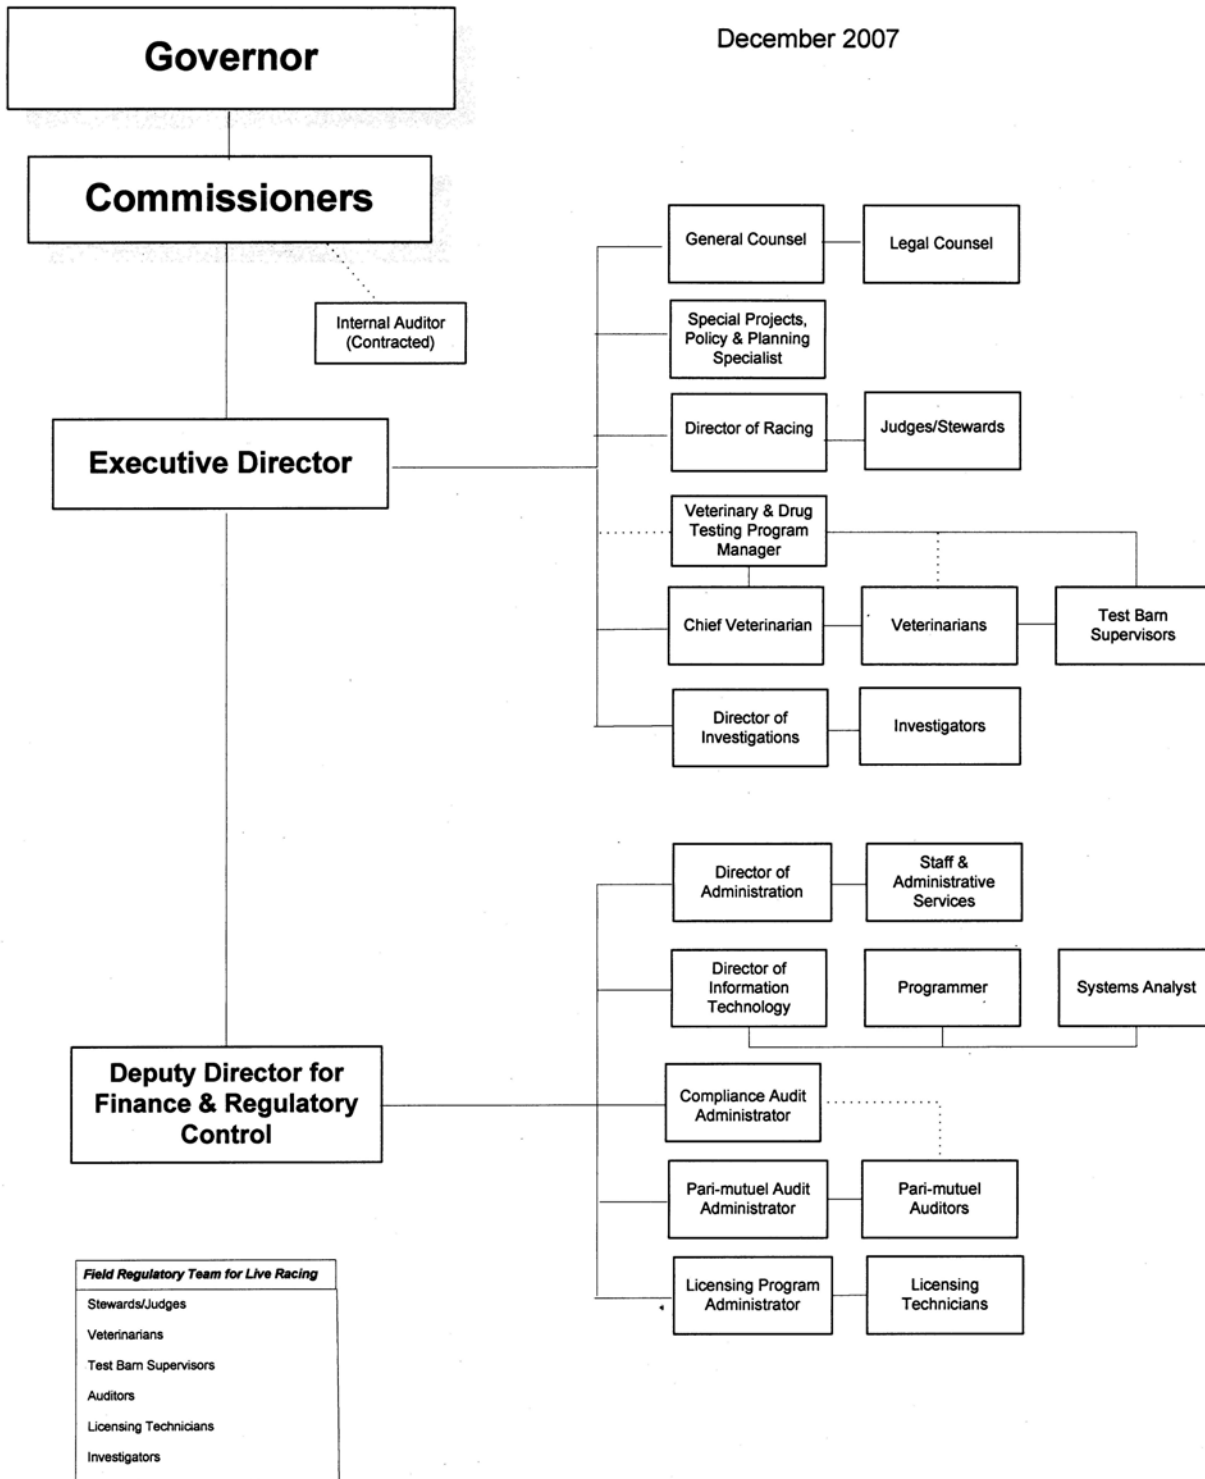 December 2007
Governor
Commissioners
Internal Auditor
(Contracted)
Executive Director
General Counsel
Legal Counsel
Special Projects,
Policy & Planning
Specialist
Director of Racing
Judges/Stewards
Veterinary & Drug
Testing Program
Manager
Chief Veterinarian
Veterinarians
Test Barn
Supervisors
Director of
Investigations
Investigators
Deputy Director for
Finance & Regulatory
Control
Director of
Administration
Staff &
Administrative
Services
Director of
Information
Technology
Programmer
Systems Analyst
Compliance Audit
Administrator
Pari-mutuel Audit
Administrator
Pari-mutuel
Auditors
Licensing Program
Administrator
Licensing
Technicians
Field Regulatory Team for Live Racing
Stewards/Judges
Veterinarians
Test Barn Supervisors
Auditors
Licensing Technicians
Investigators